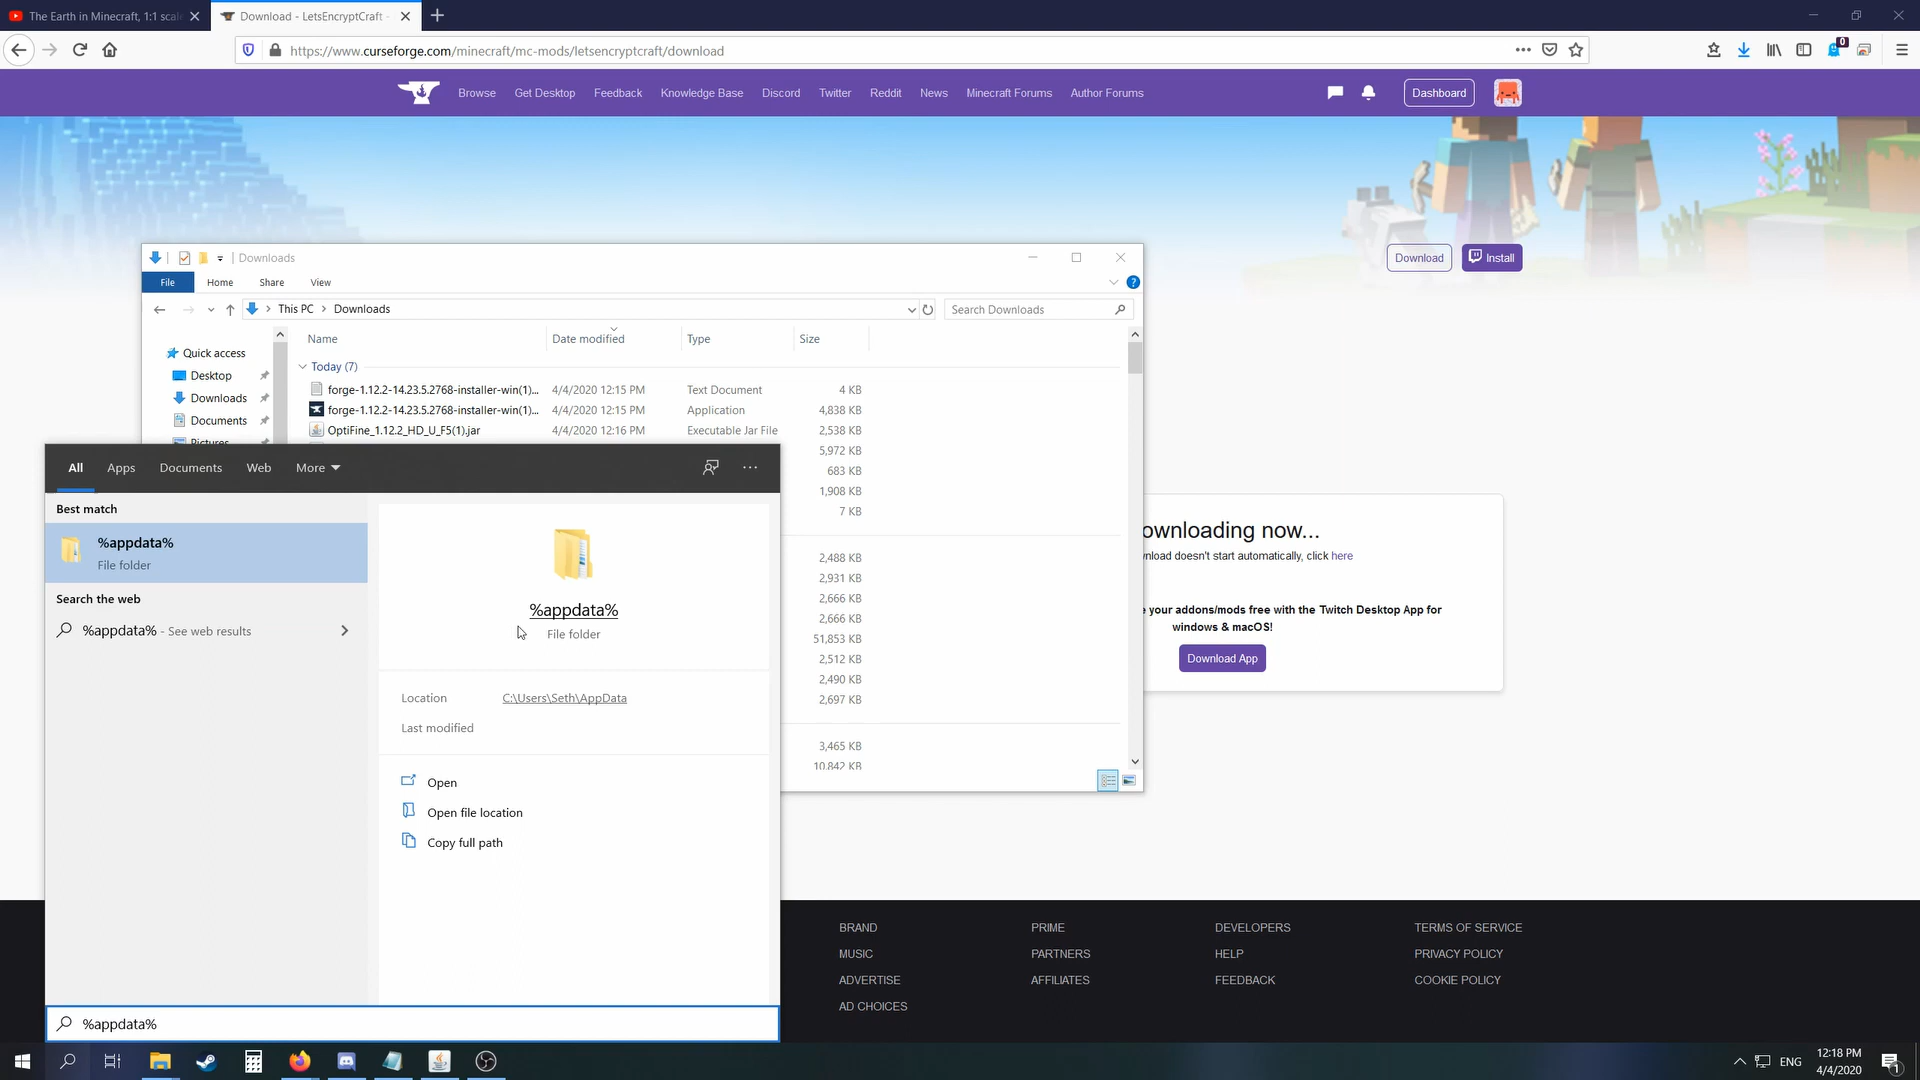 The Earth in Minecraft, 1:1 scale
Download - LetsEncryptCraft -
https://www.curseforge.com/minecraft/mc-mods/letsencryptcraft/download
0
Browse
Get Desktop
Feedback
Knowledge Base
Discord
Twitter
Reddit
News
Minecraft Forums
Author Forums
Dashboard
Download
Install
Downloads
File
Home
Share
View
This PC > Downloads
Search Downloads
Name
Date modified
Type
Size
Quick access
Desktop
Downloads
Documents
Pictures
Today (7)
forge-1.12.2-14.23.5.2768-installer-win(1)... 4/4/2020 12:15 PM Text Document 4 KB
forge-1.12.2-14.23.5.2768-installer-win(1)... 4/4/2020 12:15 PM Application 4,838 KB
OptiFine_1.12.2_HD_U_F5(1).jar 4/4/2020 12:16 PM Executable Jar File 2,538 KB
5,972 KB
683 KB
1,908 KB
7 KB
2,488 KB
2,931 KB
2,666 KB
2,666 KB
51,853 KB
2,512 KB
2,490 KB
2,697 KB
3,465 KB
10,842 KB
ownloading now...
nload doesn't start automatically, click here
e your addons/mods free with the Twitch Desktop App for
windows & macOS!
Download App
All
Apps
Documents
Web
More
Best match
%appdata%
File folder
Search the web
%appdata% - See web results
%appdata%
File folder
Location C:\Users\Seth\AppData
Last modified
Open
Open file location
Copy full path
%appdata%
BRAND
MUSIC
ADVERTISE
AD CHOICES
PRIME
PARTNERS
AFFILIATES
DEVELOPERS
HELP
FEEDBACK
TERMS OF SERVICE
PRIVACY POLICY
COOKIE POLICY
ENG
12:18 PM
4/4/2020
1